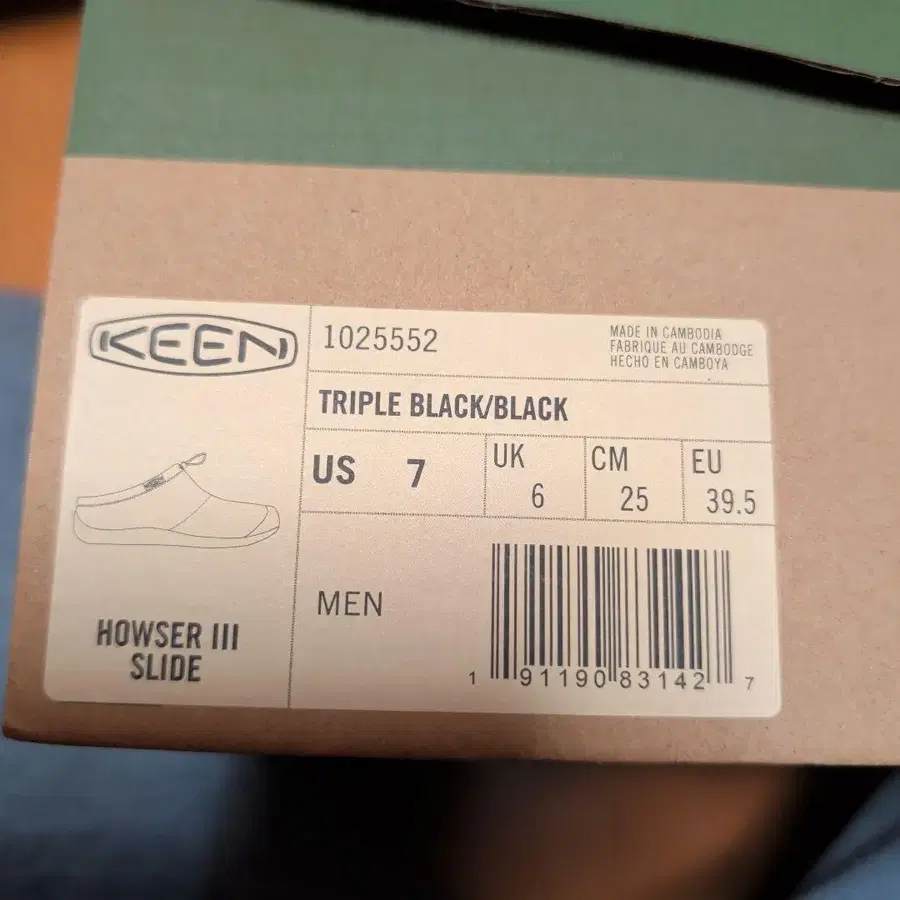 KEEN
1025552
MADE IN CAMBODIA
FABRIQUE AU CAMBODGE
HECHO EN CAMBOYA
TRIPLE BLACK/BLACK
US 7
UK 6
CM 25
EU 39.5
MEN
HOWSER III
SLIDE
1 91190 83142 7